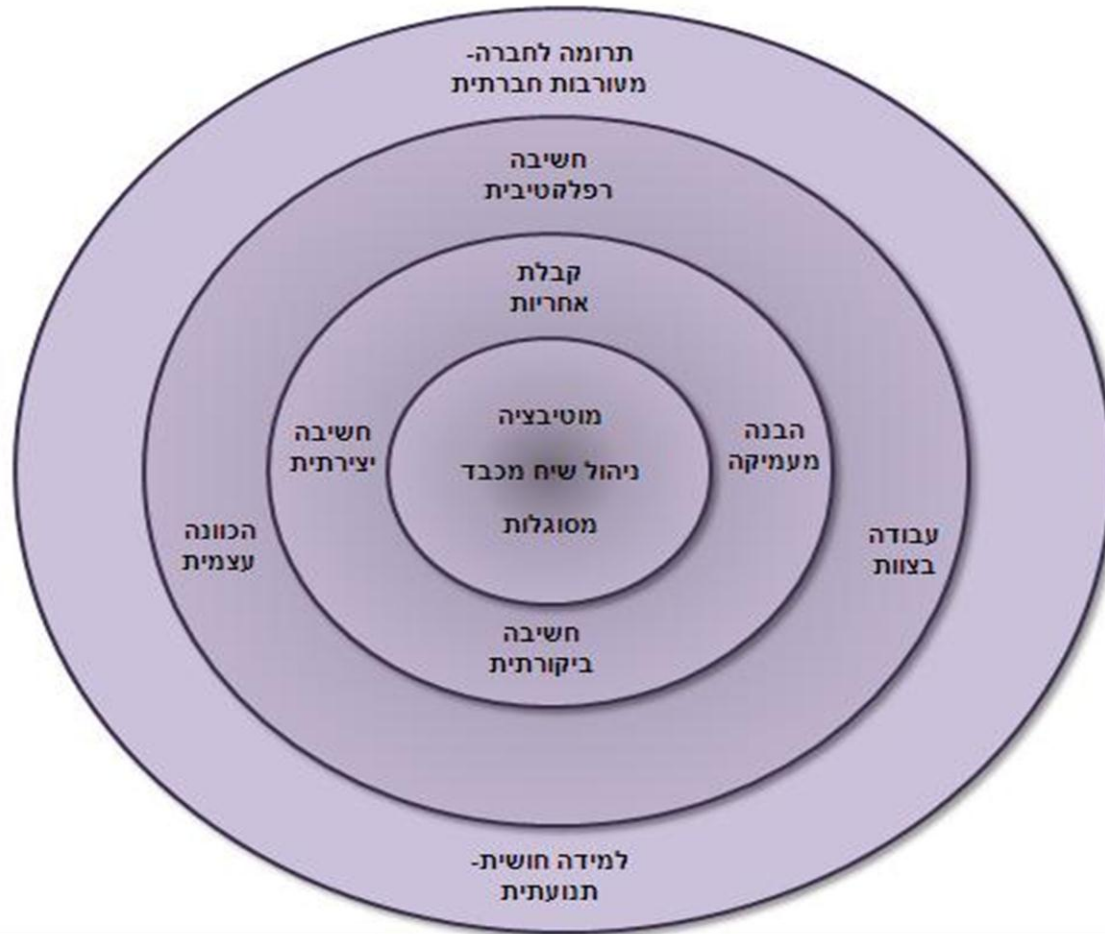 תרומה לחברה-
מעורבות חברתית
חשיבה
רפלקטיבית
קבלת
אחריות
מוטיבציה
ניהול שיח מכבד
מסוגלות
הבנה
מעמיקה
חשיבה
יצירתית
עבודה
בצוות
הכוונה
עצמית
חשיבה
ביקורתית
למידה חושית-
תנועתית